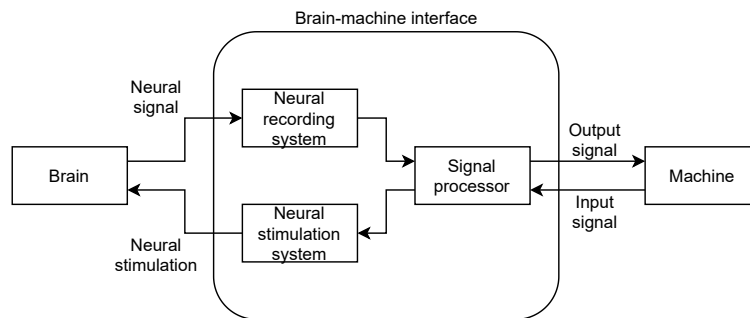 Brain-machine interface
Neural
signal
Neural
recording
system
Output
signal
Brain
Signal
processor
Machine
Input
signal
Neural
stimulation
system
Neural
stimulation